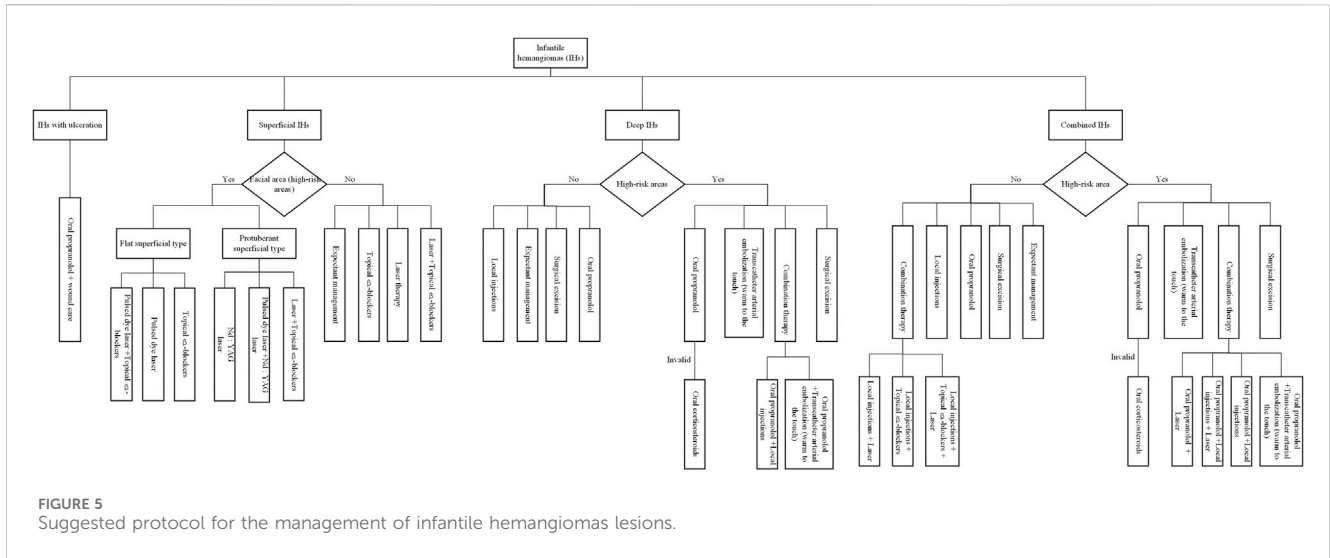 Infantile
hemangiomas (IHs)
IHs with ulceration
Superficial IHs
Deep IHs
Combined IHs
Yes
Facial area (high-risk
areas)
No
No
High-risk areas
Yes
No
High-risk area
Yes
Oral propranolol + wound care
Flat superficial type
Protuberant
superficial type
Pulsed dye laser +Topical α-
blockers
Pulsed dye laser
Topical α-blockers
Nd : YAG
laser
Pulsed dye laser +Nd : YAG
laser
Laser +Topical α-blockers
Expectant management
Topical α-blockers
Laser therapy
Laser +Topical α-blockers
Local injections
Expectant management
Surgical excision
Oral propranolol
Oral propranolol
Transcatheter arterial
embolization (warm to the
touch)
Combination therapy
Surgical excision
Invalid
Oral corticosteroids
Oral propranolol +Local
injections
Oral propranolol
+Transcatheter arterial
embolization (warm to
the touch)
Combination therapy
Local injections
Oral propranolol
Surgical excision
Expectant management
Local injections + Laser
Local injections +
Topical α-blockers
Local injections +
Topical α-blockers +
Laser
Oral propranolol
Transcatheter arterial
embolization (warm to the
touch)
Combination therapy
Surgical excision
Invalid
Oral corticosteroids
Oral propranolol +
Laser
Oral propranolol +Local
injections + Laser
Oral propranolol +Local
injections
Oral propranolol
+Transcatheter arterial
embolization (warm to
the touch)
FIGURE 5
Suggested protocol for the management of infantile hemangiomas lesions.